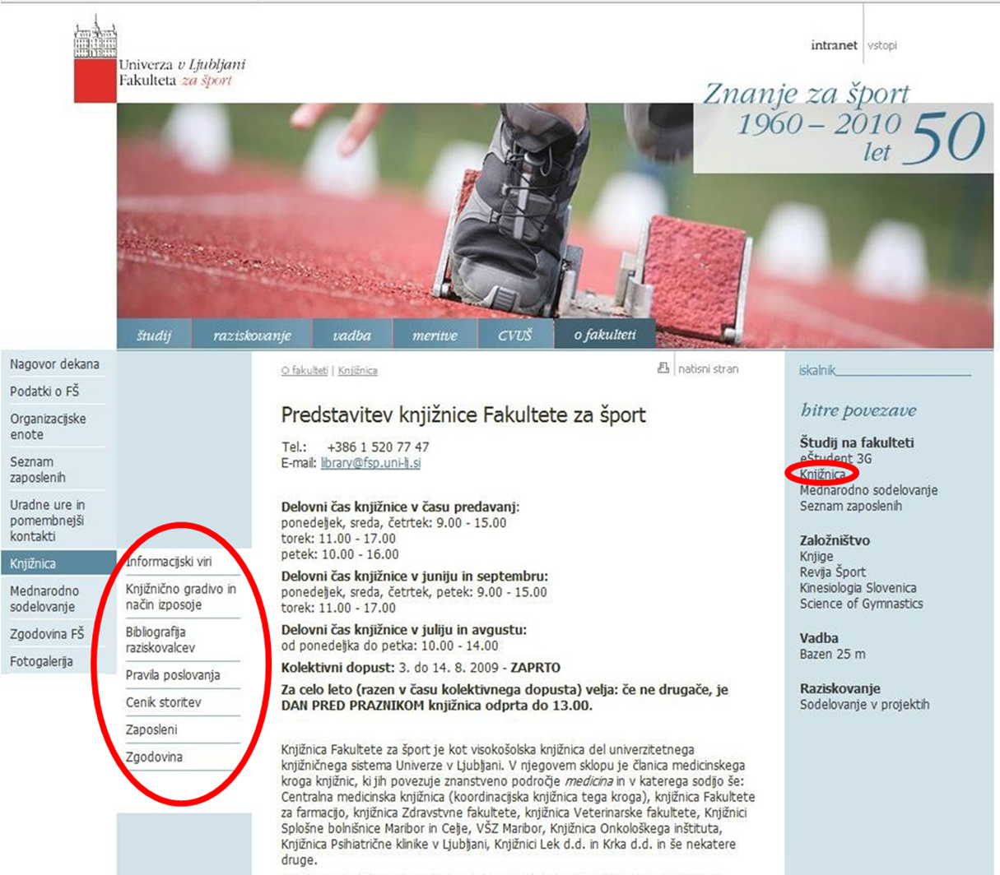 Univerza v Ljubljani
Fakulteta za šport
intranet vstopi
Znanje za šport
1960 – 2010
let 50
študij raziskovanje vadba meritve CVUŠ o fakulteti
Nagovor dekana
Podatki o FŠ
Organizacijske
enote
Seznam
zaposlenih
Uradne ure in
pomembnejši
kontakti
Knjižnica
Mednarodno
sodelovanje
Zgodovina FŠ
Fotogalerija
Informacijski viri
Knjižnično gradivo in
način izposoje
Bibliografija
raziskovalcev
Pravila poslovanja
Cenik storitev
Zaposleni
Zgodovina
O fakulteti | Knjižnica
natisni stran
Predstavitev knjižnice Fakultete za šport
Tel.: +386 1 520 77 47
E-mail: library@fsp.uni-lj.si
Delovni čas knjižnice v času predavanj:
ponedeljek, sreda, četrtek: 9.00 - 15.00
torek: 11.00 - 17.00
petek: 10.00 - 16.00
Delovni čas knjižnice v juniju in septembru:
ponedeljek, sreda, četrtek, petek: 9.00 - 15.00
torek: 11.00 - 17.00
Delovni čas knjižnice v juliju in avgustu:
od ponedeljka do petka: 10.00 - 14.00
Kolektivni dopust: 3. do 14. 8. 2009 - ZAPRTO
Za celo leto (razen v času kolektivnega dopusta) velja: če ne drugače, je
DAN PRED PRAZNIKOM knjižnica odprta do 13.00.
Knjižnica Fakultete za šport je kot visokošolska knjižnica del univerzitetnega
knjižničnega sistema Univerze v Ljubljani. V njegovem sklopu je članica medicinskega
kroga knjižnic, ki jih povezuje znanstveno področje medicina in v katerega sodijo še:
Centralna medicinska knjižnica (koordinacijska knjižnica tega kroga), knjižnica Fakultete
za farmacijo, knjižnica Zdravstvne fakultete, knjižnica Veterinarske fakultete, Knjižnici
Splošne bolnišnice Maribor in Celje, VŠZ Maribor, Knjižnica Onkološkega inštituta,
Knjižnica Psihiatrične klinike v Ljubljani, Knjižnici Lek d.d. in Krka d.d. in še nekatere
druge.
iskalnik
hitre povezave
Študij na fakulteti
eŠtudent 3G
Knjižnica
Mednarodno sodelovanje
Seznam zaposlenih
Založništvo
Knjige
Revija Šport
Kinesiologia Slovenica
Science of Gymnastics
Vadba
Bazen 25 m
Raziskovanje
Sodelovanje v projektih